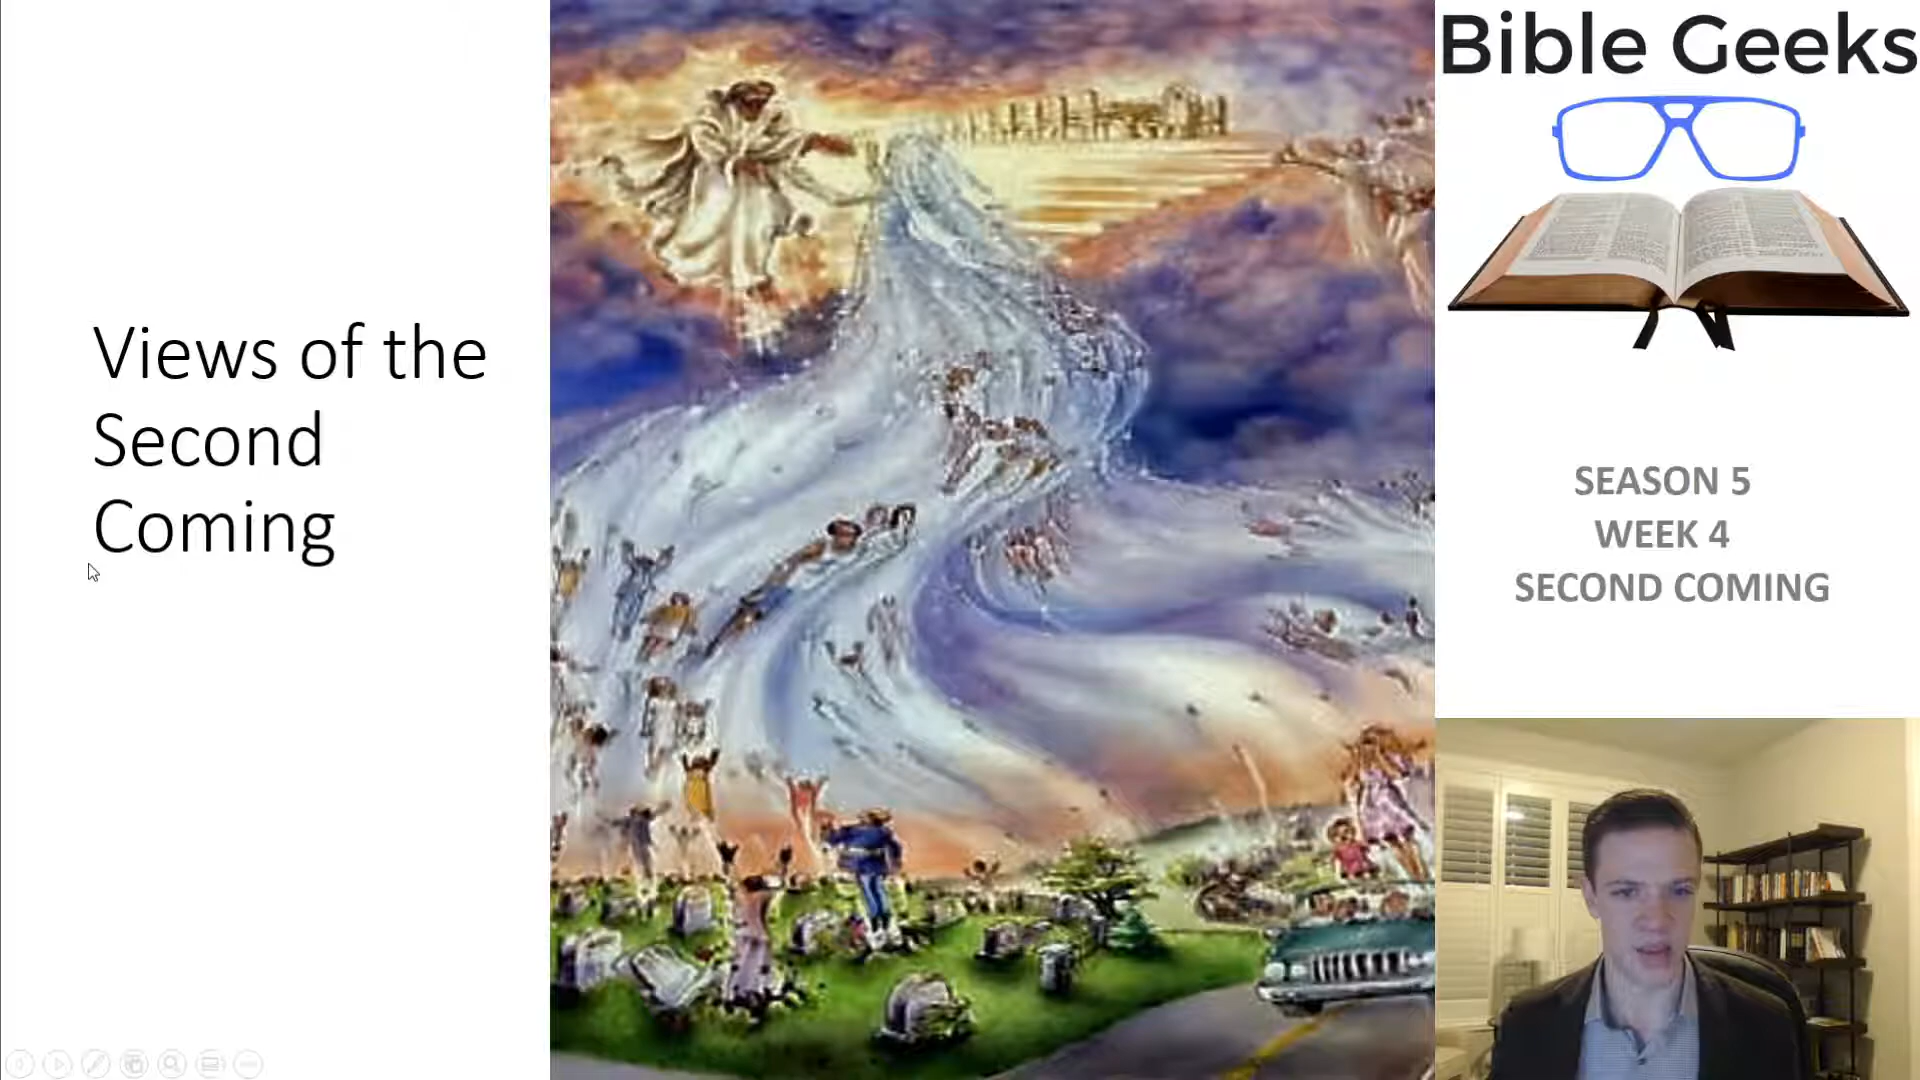 Views of the
Second
Coming
Bible Geeks
SEASON 5
WEEK 4
SECOND COMING